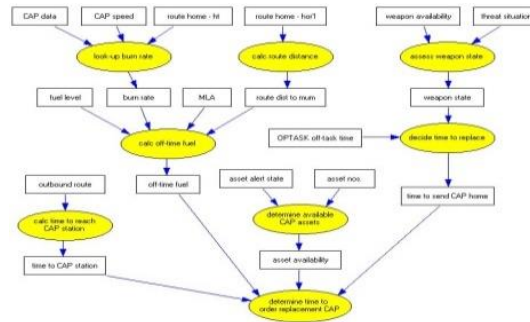 CAP data
CAP speed
route home - ht
route home - hor'l
weapon availability
threat situation
look-up burn rate
calc route distance
assess weapon state
fuel level
burn rate
MLA
route dist to mum
weapon state
OPTASK off-task time
decide time to replace
calc off-time fuel
outbound route
off-time fuel
asset alert state
asset nos.
time to send CAP home
calc time to reach
CAP station
determine available
CAP assets
time to CAP station
asset availability
determine time to
order replacement CAP